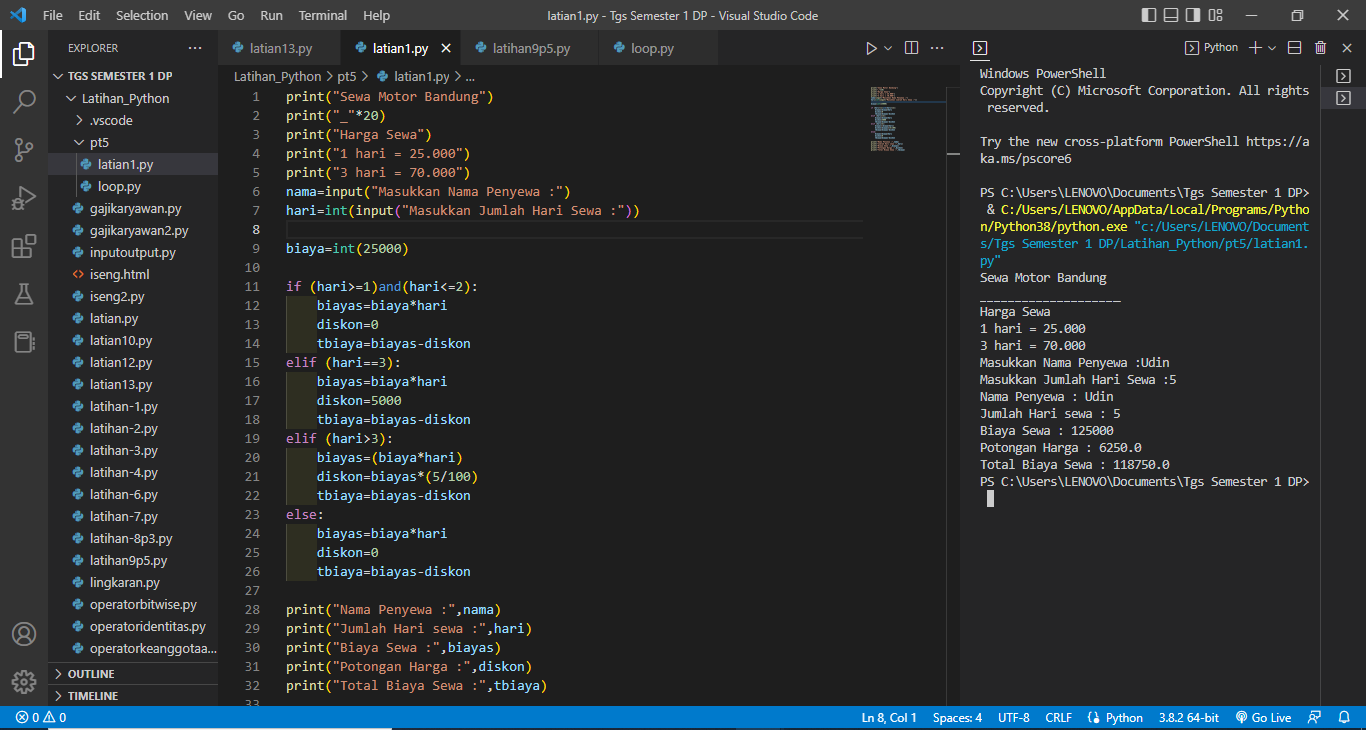 File Edit Selection View Go Run Terminal Help
latian1.py - Tgs Semester 1 DP - Visual Studio Code
EXPLORER
TGS SEMESTER 1 DP
Latihan_Python
.vscode
pt5
latian1.py
loop.py
gajikaryawan.py
gajikaryawan2.py
inputoutput.py
iseng.html
iseng2.py
latian.py
latian10.py
latian12.py
latian13.py
latihan-1.py
latihan-2.py
latihan-3.py
latihan-4.py
latihan-6.py
latihan-7.py
latihan-8p3.py
latihan9p5.py
lingkaran.py
operatorbitwise.py
operatoridentitas.py
operatorkeanggotaa...
OUTLINE
TIMELINE
latian13.py latian1.py latihan9p5.py loop.py
Latihan_Python > pt5 > latian1.py > ...
1 print("Sewa Motor Bandung")
2 print("_"*20)
3 print("Harga Sewa")
4 print("1 hari = 25.000")
5 print("3 hari = 70.000")
6 nama=input("Masukkan Nama Penyewa :")
7 hari=int(input("Masukkan Jumlah Hari Sewa :"))
8
9 biaya=int(25000)
10
11 if (hari>=1)and(hari<=2):
12     biayas=biaya*hari
13     diskon=0
14     tbiaya=biayas-diskon
15 elif (hari==3):
16     biayas=biaya*hari
17     diskon=5000
18     tbiaya=biayas-diskon
19 elif (hari>3):
20     biayas=(biaya*hari)
21     diskon=biayas*(5/100)
22     tbiaya=biayas-diskon
23 else:
24     biayas=biaya*hari
25     diskon=0
26     tbiaya=biayas-diskon
27
28 print("Nama Penyewa :",nama)
29 print("Jumlah Hari sewa :",hari)
30 print("Biaya Sewa :",biayas)
31 print("Potongan Harga :",diskon)
32 print("Total Biaya Sewa :",tbiaya)
33
Python
Windows PowerShell
Copyright (C) Microsoft Corporation. All rights
 reserved.
Try the new cross-platform PowerShell https://a
ka.ms/pscore6
PS C:\Users\LENOVO\Documents\Tgs Semester 1 DP>
 & C:/Users/LENOVO/AppData/Local/Programs/Pytho
n/Python38/python.exe "c:/Users/LENOVO/Document
s/Tgs Semester 1 DP/Latihan_Python/pt5/latian1.
py"
Sewa Motor Bandung
____________________
Harga Sewa
1 hari = 25.000
3 hari = 70.000
Masukkan Nama Penyewa :Udin
Masukkan Jumlah Hari Sewa :5
Nama Penyewa : Udin
Jumlah Hari sewa : 5
Biaya Sewa : 125000
Potongan Harga : 6250.0
Total Biaya Sewa : 118750.0
PS C:\Users\LENOVO\Documents\Tgs Semester 1 DP>
0 0
Ln 8, Col 1 Spaces: 4 UTF-8 CRLF Python 3.8.2 64-bit Go Live